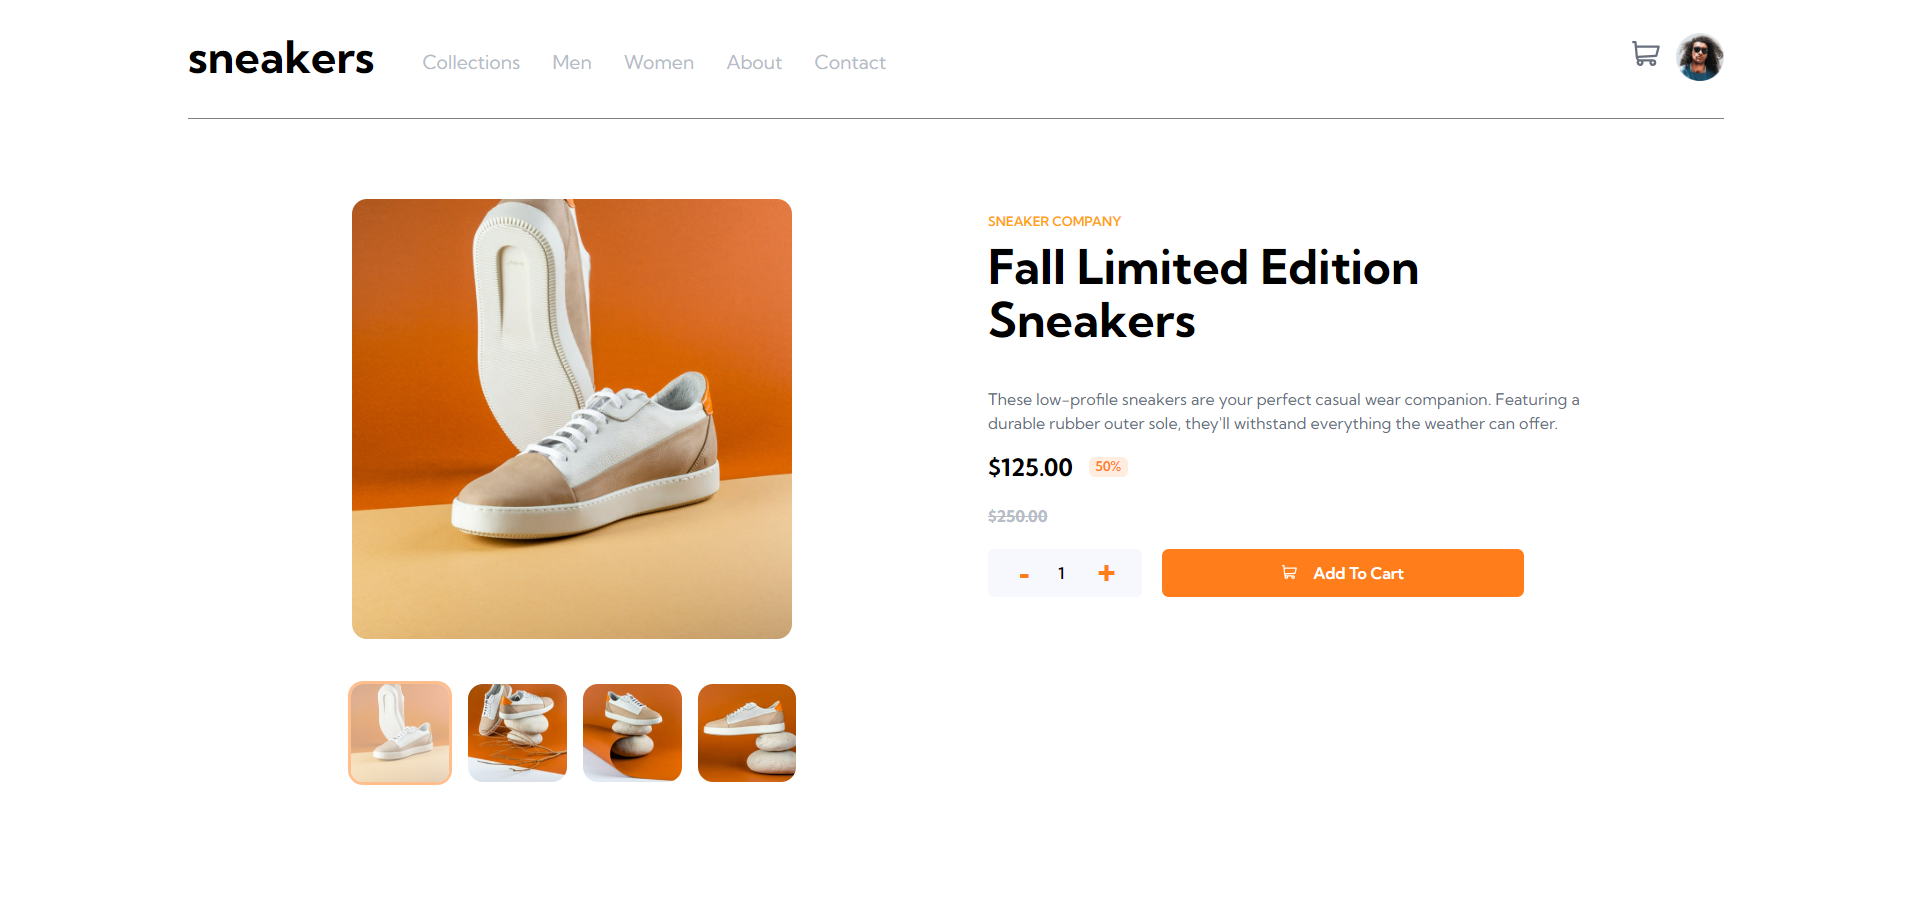 sneakers Collections Men Women About Contact
SNEAKER COMPANY
Fall Limited Edition
Sneakers
These low-profile sneakers are your perfect casual wear companion. Featuring a
durable rubber outer sole, they'll withstand everything the weather can offer.
$125.00 50%
$250.00
- 1 + Add To Cart